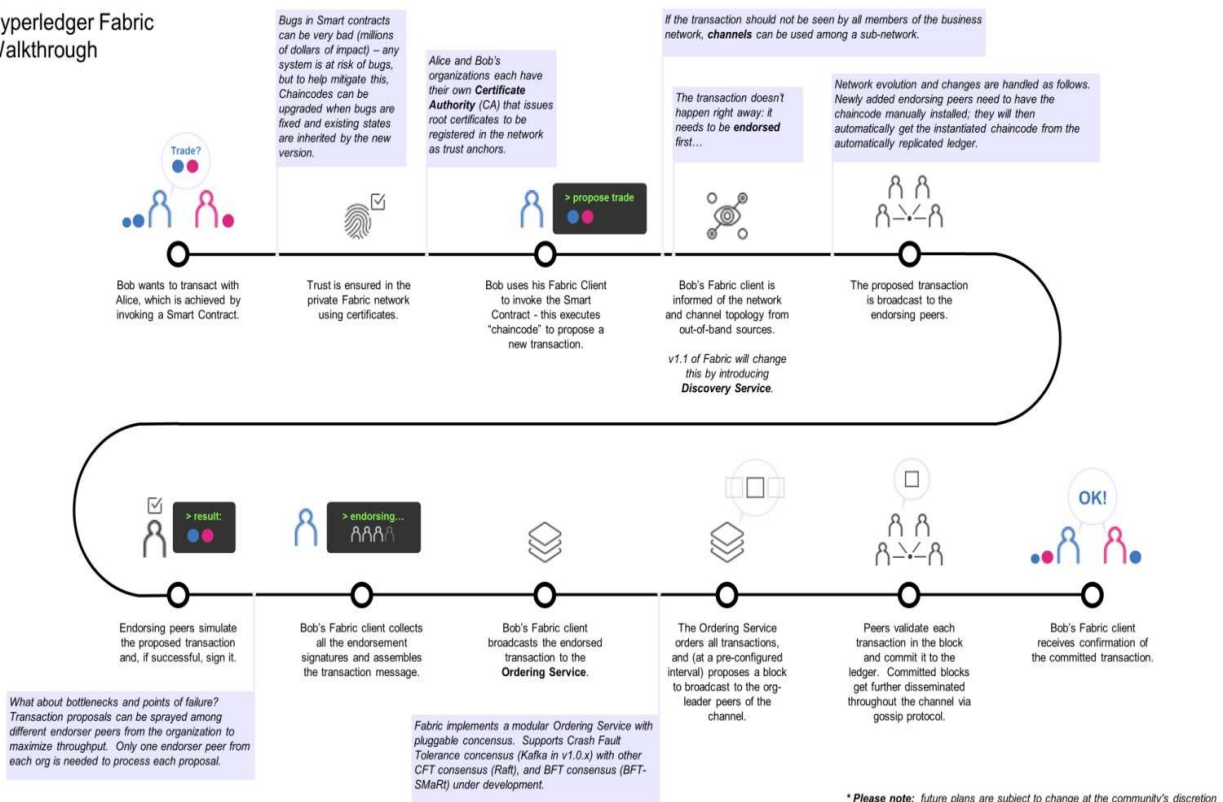 yperledger Fabric
Walkthrough
Bugs in Smart contracts
can be very bad (millions
of dollars of impact) – any
system is at risk of bugs,
but to help mitigate this,
Chaincodes can be
upgraded when bugs are
fixed and existing states
are inherited by the new
version.
Alice and Bob's
organizations each have
their own Certificate
Authority (CA) that issues
root certificates to be
registered in the network
as trust anchors.
If the transaction should not be seen by all members of the business
network, channels can be used among a sub-network.
The transaction doesn't
happen right away: it
needs to be endorsed
first…
Network evolution and changes are handled as follows.
Newly added endorsing peers need to have the
chaincode manually installed; they will then
automatically get the instantiated chaincode from the
automatically replicated ledger.
Trade?
> propose trade
Bob wants to transact with
Alice, which is achieved by
invoking a Smart Contract.
Trust is ensured in the
private Fabric network
using certificates.
Bob uses his Fabric Client
to invoke the Smart
Contract - this executes
"chaincode" to propose a
new transaction.
Bob's Fabric client is
informed of the network
and channel topology from
out-of-band sources.
v1.1 of Fabric will change
this by introducing
Discovery Service.
The proposed transaction
is broadcast to the
endorsing peers.
> result:
> endorsing…
OK!
Endorsing peers simulate
the proposed transaction
and, if successful, sign it.
Bob's Fabric client collects
all the endorsement
signatures and assembles
the transaction message.
Bob's Fabric client
broadcasts the endorsed
transaction to the
Ordering Service.
The Ordering Service
orders all transactions,
and (at a pre-configured
interval) proposes a block
to broadcast to the org-
leader peers of the
channel.
Peers validate each
transaction in the block
and commit it to the
ledger. Committed blocks
get further disseminated
throughout the channel via
gossip protocol.
Bob's Fabric client
receives confirmation of
the committed transaction.
What about bottlenecks and points of failure?
Transaction proposals can be sprayed among
different endorser peers from the organization to
maximize throughput. Only one endorser peer from
each org is needed to process each proposal.
Fabric implements a modular Ordering Service with
pluggable concensus. Supports Crash Fault
Tolerance concensus (Kafka in v1.0.x) with other
CFT consensus (Raft), and BFT consensus (BFT-
SMaRt) under development.
* Please note: future plans are subject to change at the community's discretion